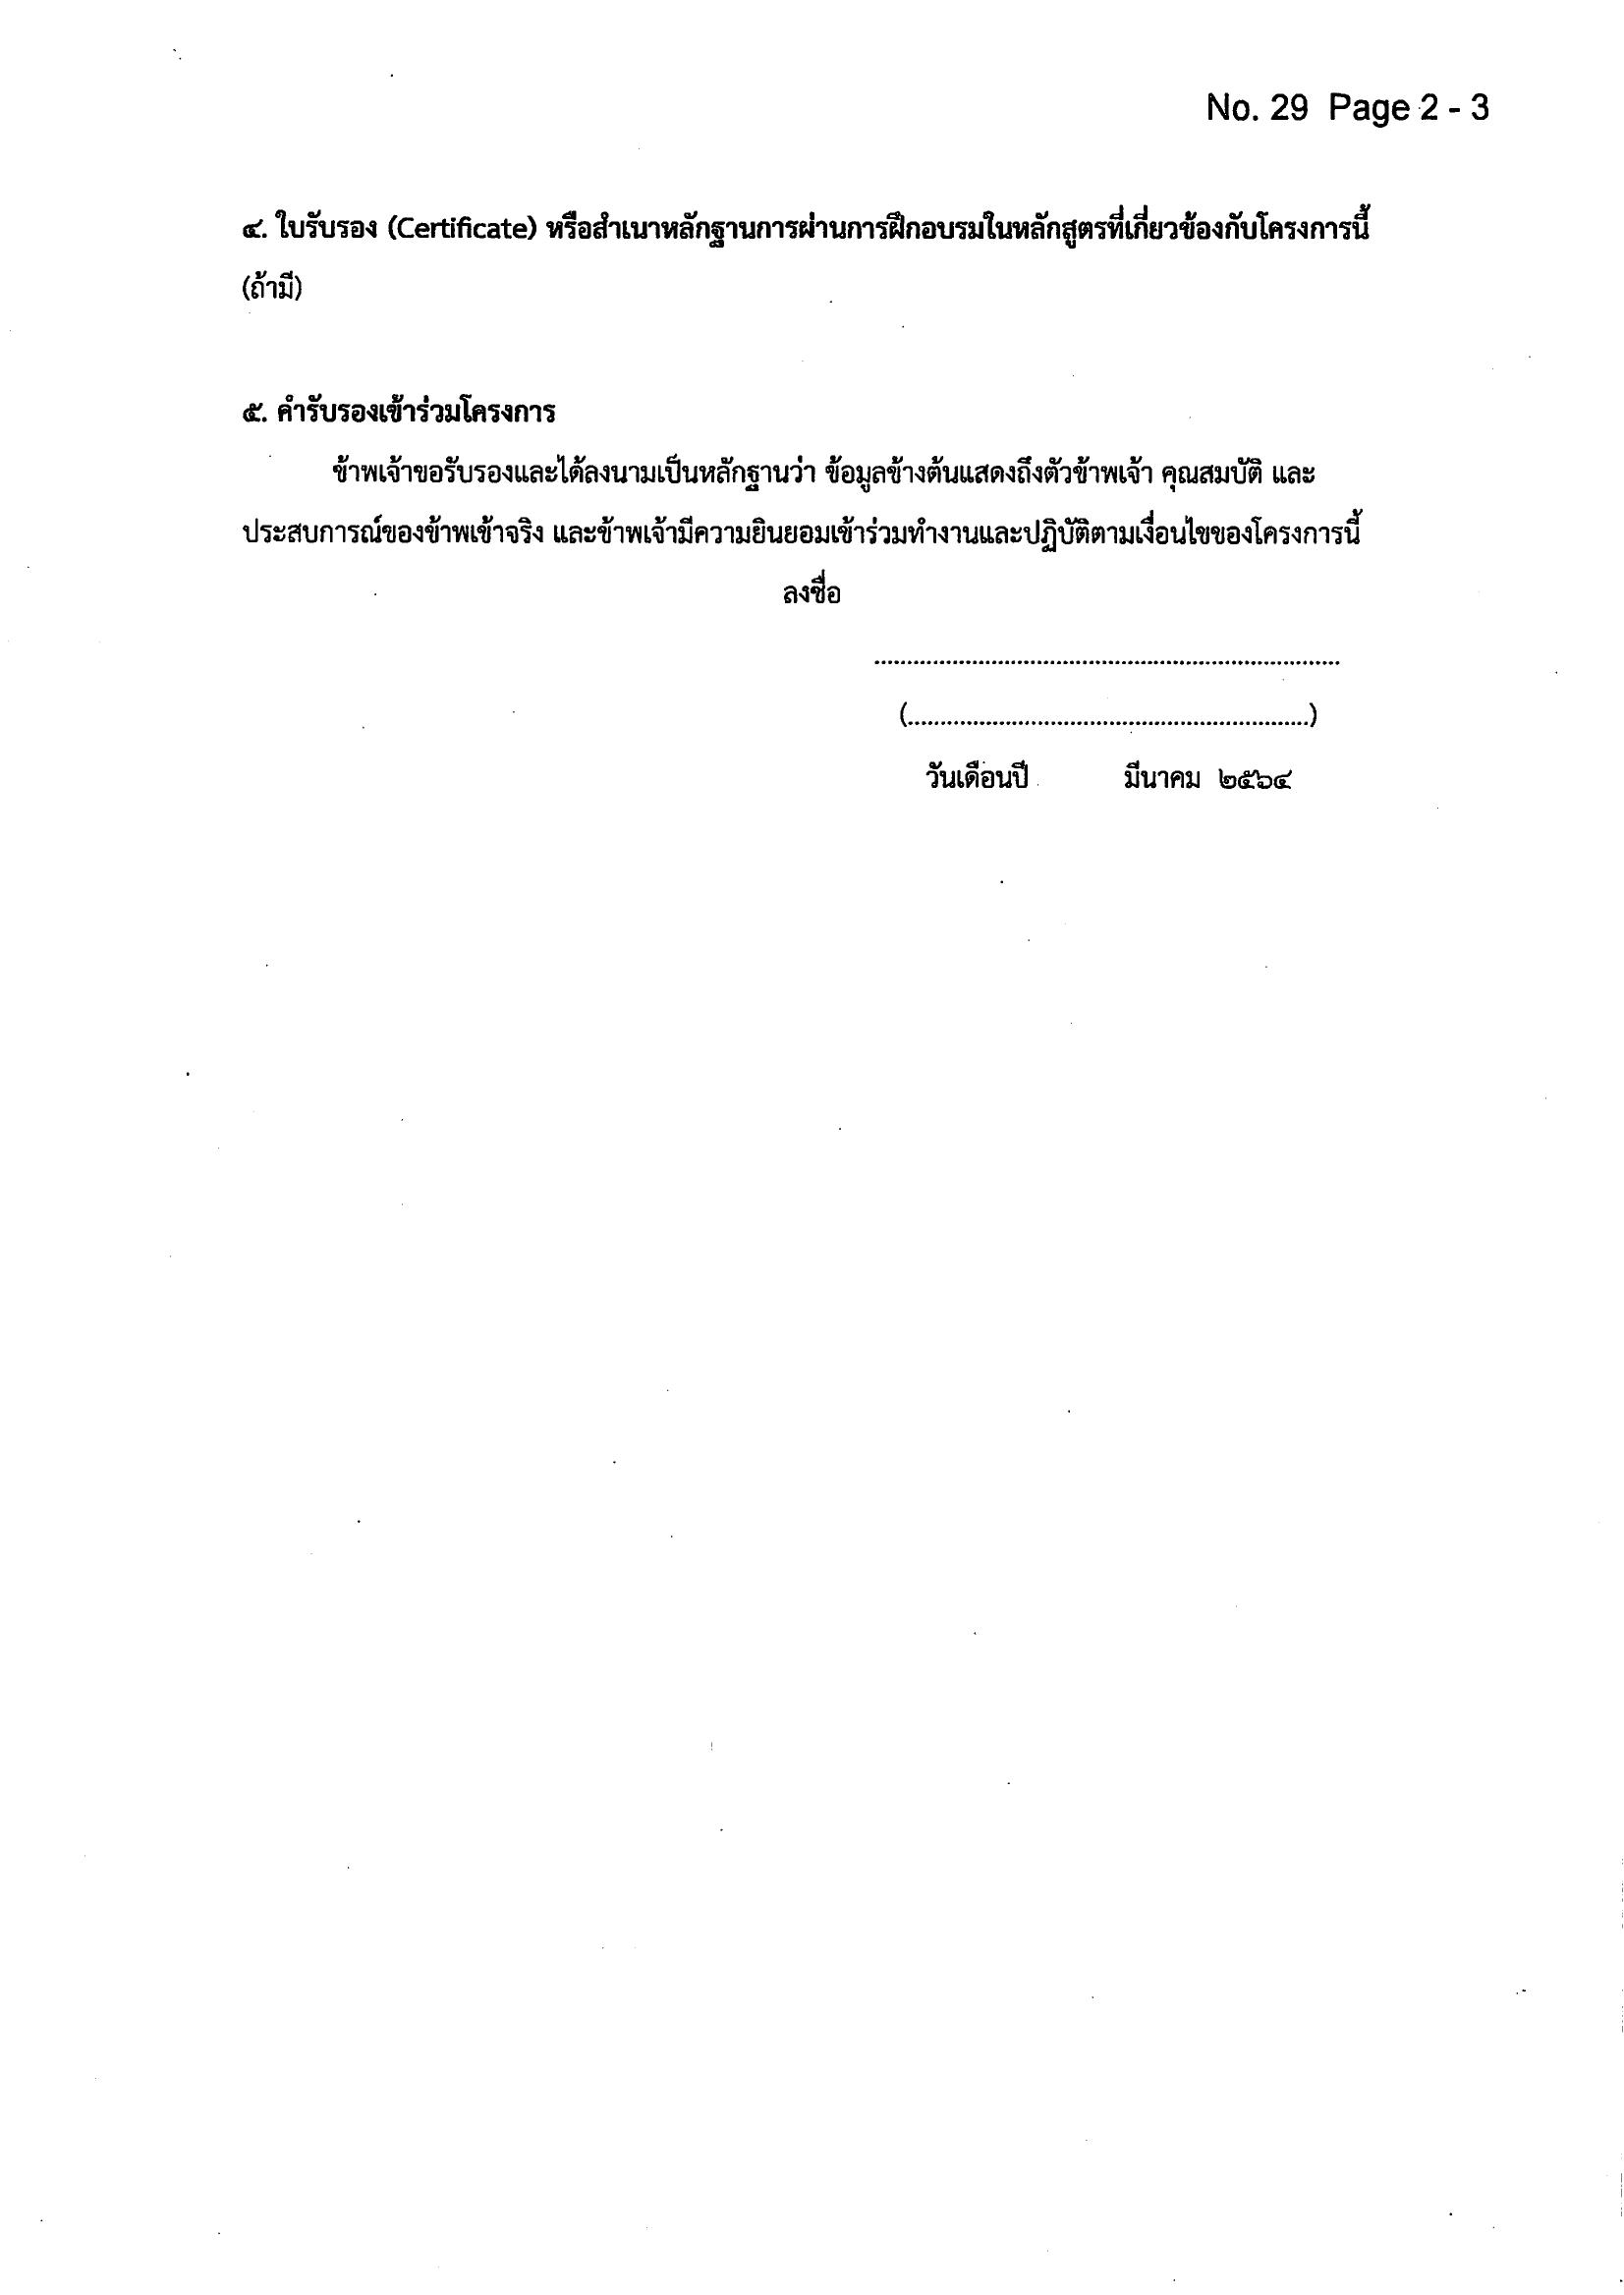 No. 29 Page 2 - 3
๔. ใบรับรอง (Certificate) หรือสำเนาหลักฐานการผ่านการฝึกอบรมในหลักสูตรที่เกี่ยวข้องกับโครงการนี้
(ถ้ามี)
๕. คำรับรองเข้าร่วมโครงการ
ข้าพเจ้าขอรับรองและได้ลงนามเป็นหลักฐานว่า ข้อมูลข้างต้นแสดงถึงตัวข้าพเจ้า คุณสมบัติ และ
ประสบการณ์ของข้าพเข้าจริง และข้าพเจ้ามีความยินยอมเข้าร่วมทำงานและปฏิบัติตามเงื่อนไขของโครงการนี้
ลงชื่อ
........................................................................
(..............................................................)
วันเดือนปี มีนาคม ๒๕๖๔